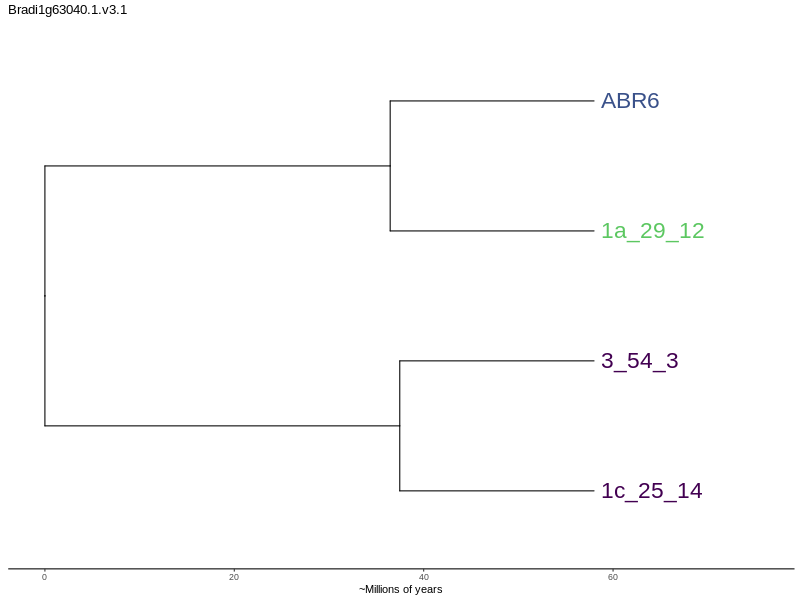 Bradi1g63040.1.v3.1
ABR6
1a_29_12
3_54_3
1c_25_14
0 20 40 60
~Millions of years